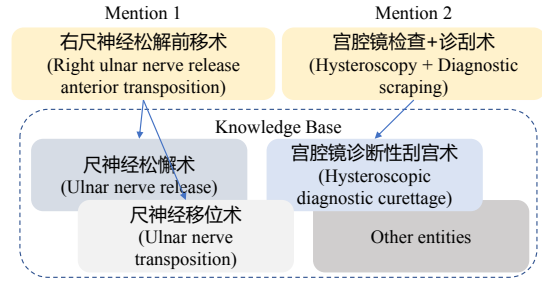 Mention 1
Mention 2
右尺神经松解前移术
(Right ulnar nerve release
anterior transposition)
宫腔镜检查+诊刮术
(Hysteroscopy + Diagnostic
scraping)
Knowledge Base
尺神经松懈术
(Ulnar nerve release)
宫腔镜诊断性刮宫术
(Hysteroscopic
diagnostic curettage)
尺神经移位术
(Ulnar nerve
transposition)
Other entities